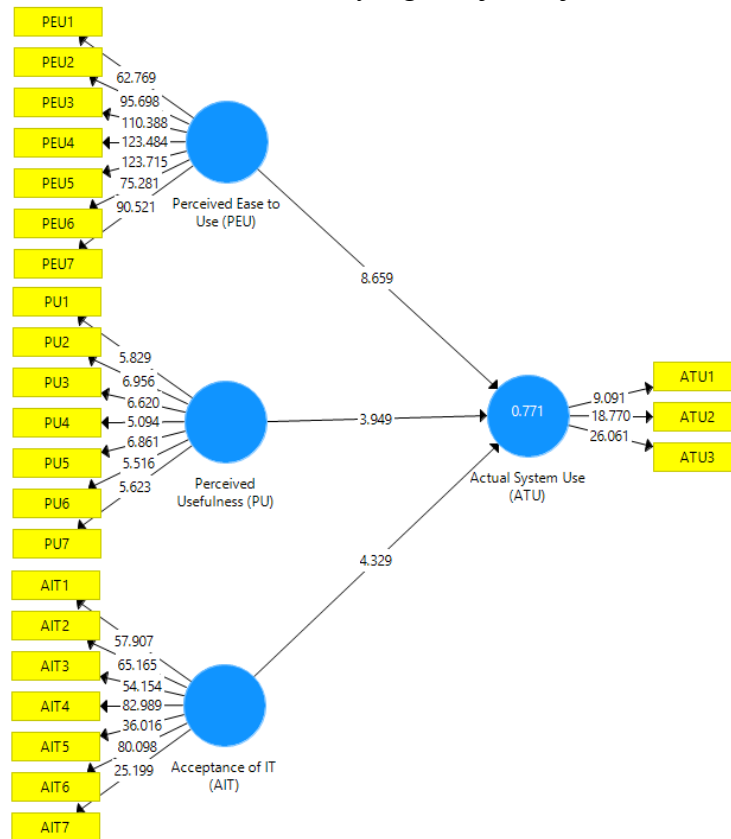 PEU1
PEU2
PEU3
PEU4
PEU5
PEU6
PEU7
62.769
95.698
110.388
123.484
123.715
75.281
90.521
Perceived Ease to
Use (PEU)
8.659
PU1
PU2
PU3
PU4
PU5
PU6
PU7
5.829
6.956
6.620
5.094
6.861
5.516
5.623
Perceived
Usefulness (PU)
3.949
AIT1
AIT2
AIT3
AIT4
AIT5
AIT6
AIT7
57.907
65.165
54.154
82.989
36.016
80.098
25.199
Acceptance of IT
(AIT)
4.329
0.771
Actual System Use
(ATU)
9.091
18.770
26.061
ATU1
ATU2
ATU3